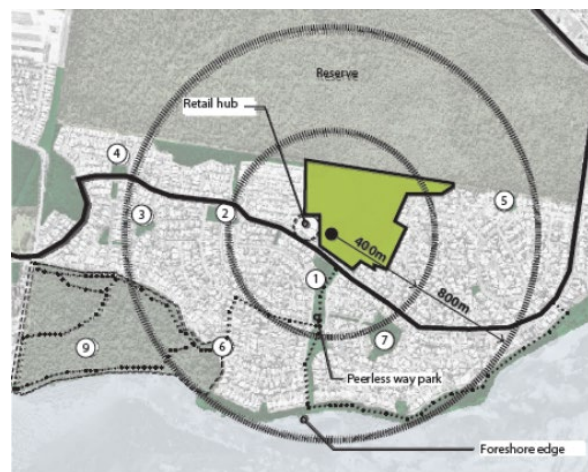 Reserve
Retail hub
4
5
3
2
400m
1
800m
7
9
6
Peerless way park
Foreshore edge